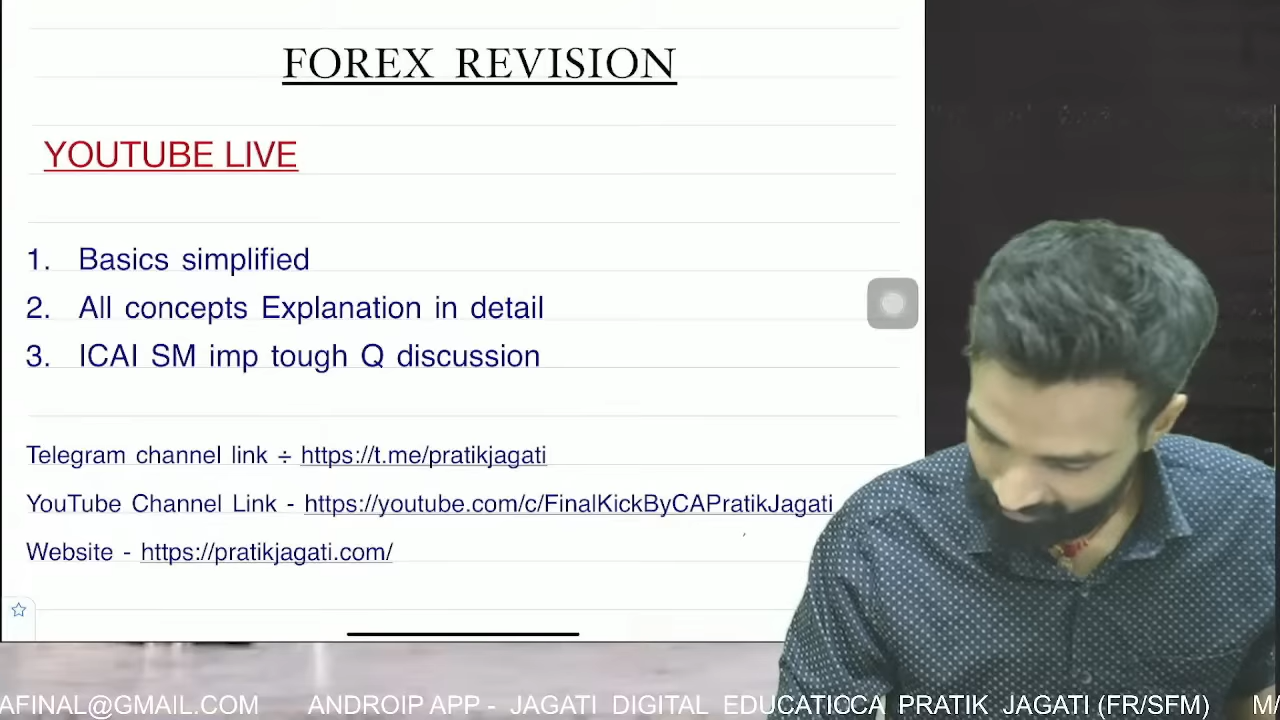 FOREX REVISION
YOUTUBE LIVE
1. Basics simplified
2. All concepts Explanation in detail
3. ICAI SM imp tough Q discussion
Telegram channel link ÷ https://t.me/pratikjagati
YouTube Channel Link - https://youtube.com/c/FinalKickByCAPratikJagati
Website - https://pratikjagati.com/
AFINAL@GMAIL.COM ANDROIP APP - JAGATI DIGITAL EDUCATIOCA PRATIK JAGATI (FR/SFM) MA